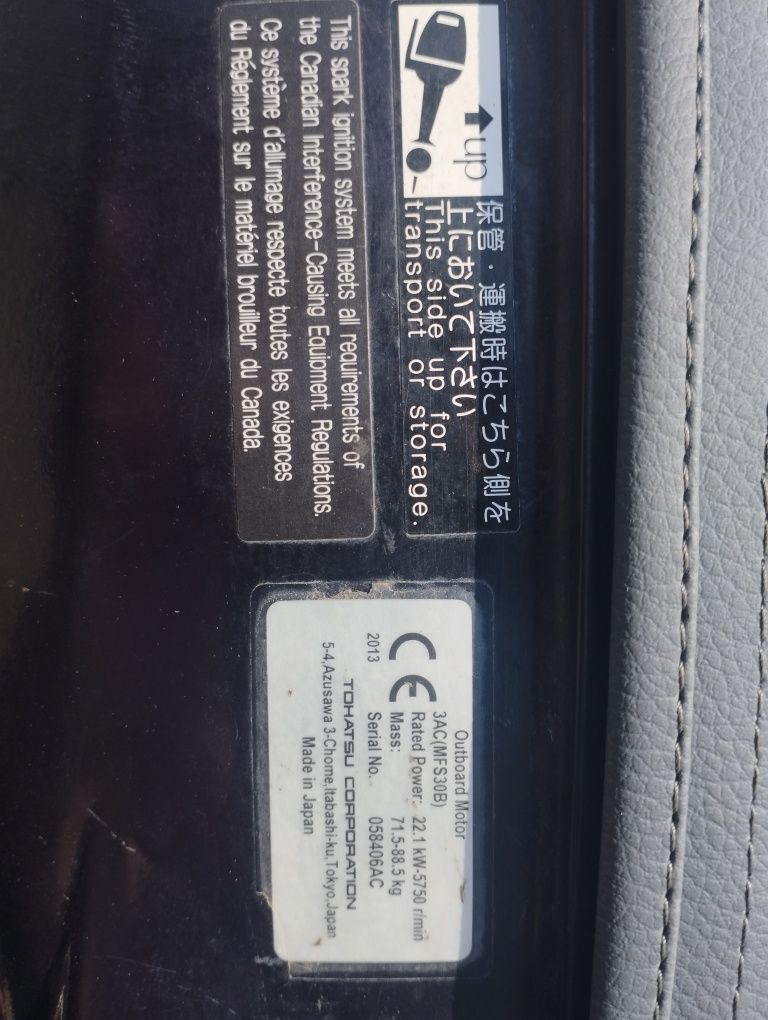 up
保管・運搬時はこちら側を
上において下さい
This side up for
transport or storage.
This spark ignition system meets all requirements of
the Canadian Interference-Causing Equipment Regulations.
Ce système d'allumage respecte toutes les exigences
du Réglement sur le matériel brouilleur du Canada.
Outboard Motor
3AC(MFS30B)
CE Rated Power: 22.1 kW-5750 r/min
Mass: 71.5-88.5 kg
2013 Serial No. 058406AC
TOHATSU CORPORATION
5-4,Azusawa 3-Chome,Itabashi-ku,Tokyo,Japan
Made in Japan